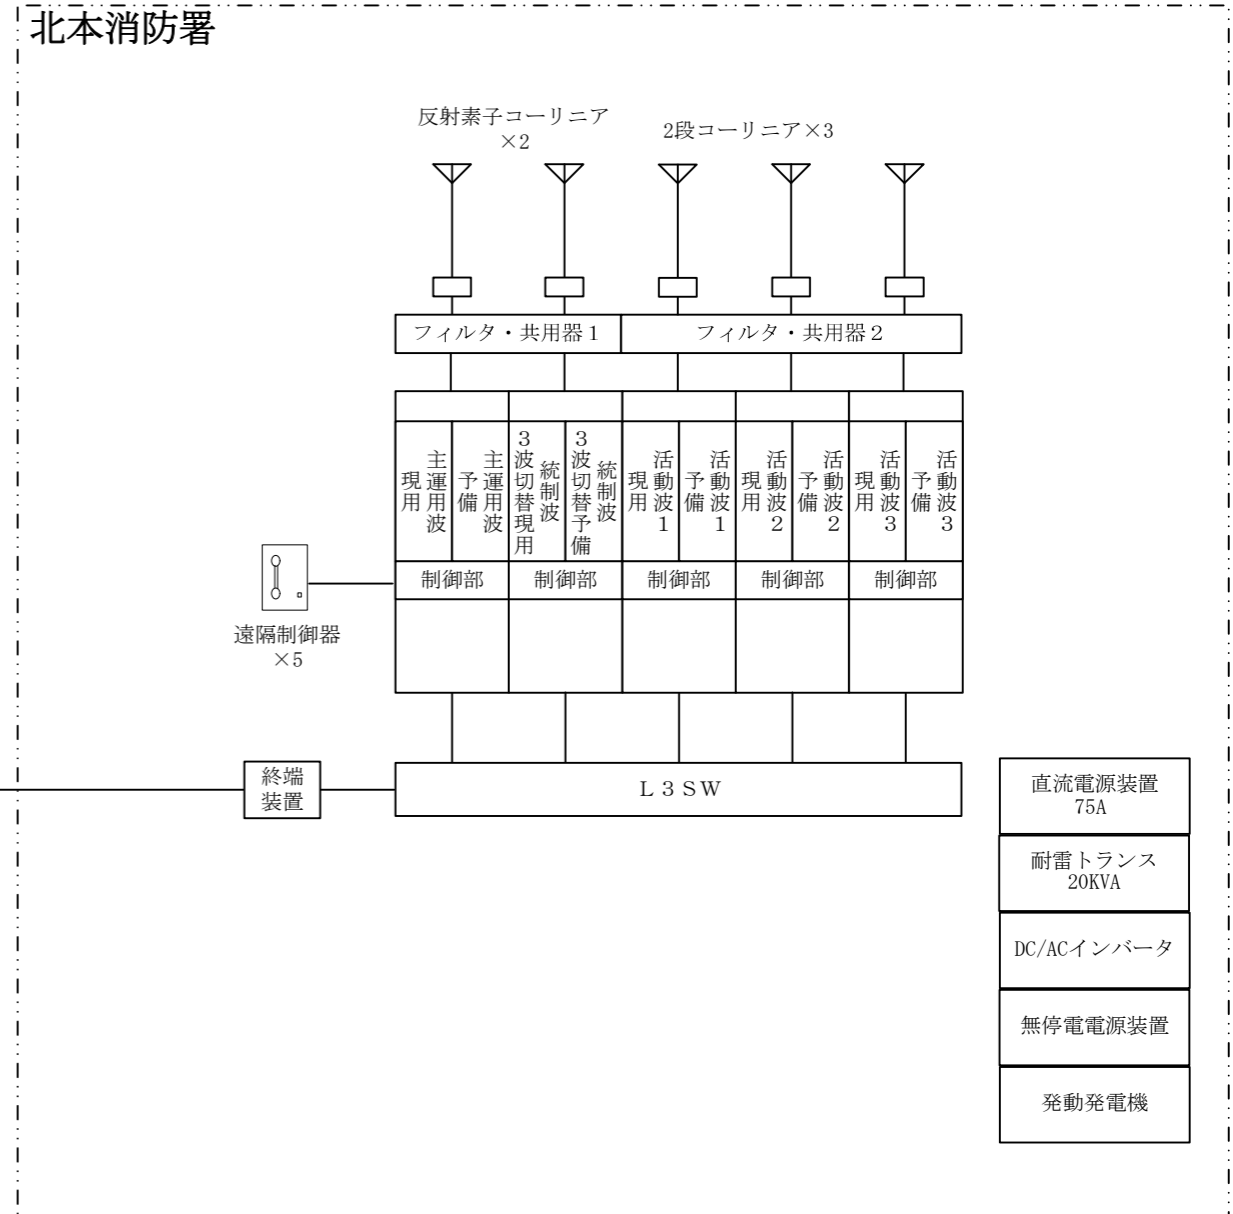 北本消防署
反射素子コーリニア
×2
2段コーリニア×3
フィルタ・共用器１
フィルタ・共用器２
主運用波
現用
主運用波
予備
統制波
３波切替現用
統制波
３波切替予備
活動波１
現用
活動波１
予備
活動波２
現用
活動波２
予備
活動波３
現用
活動波３
予備
制御部
制御部
制御部
制御部
制御部
遠隔制御器
×5
終端
装置
Ｌ３ＳＷ
直流電源装置
75A
耐雷トランス
20KVA
DC/ACインバータ
無停電電源装置
発動発電機